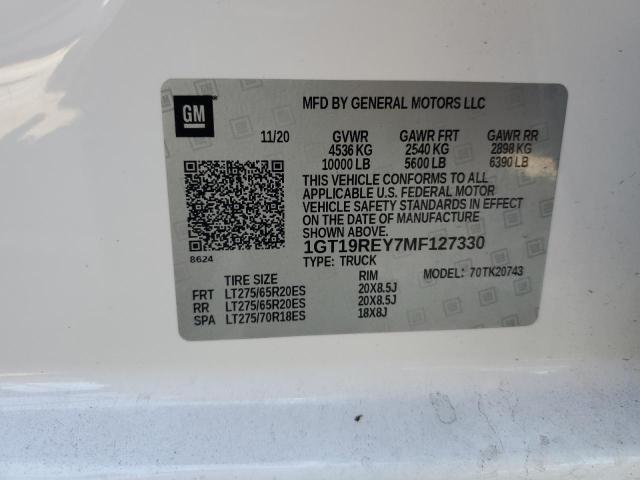 GM
MFD BY GENERAL MOTORS LLC
11/20 GVWR GAWR FRT GAWR RR
4536 KG 2540 KG 2898 KG
10000 LB 5600 LB 6390 LB
THIS VEHICLE CONFORMS TO ALL
APPLICABLE U.S. FEDERAL MOTOR
VEHICLE SAFETY STANDARDS IN EFFECT
ON THE DATE OF MANUFACTURE
SHOWN ABOVE.
1GT19REY7MF127330
8624
TYPE: TRUCK MODEL: 70TK20743
TIRE SIZE RIM
FRT LT275/65R20ES 20X8.5J
RR LT275/65R20ES 20X8.5J
SPA LT275/70R18ES 18X8J